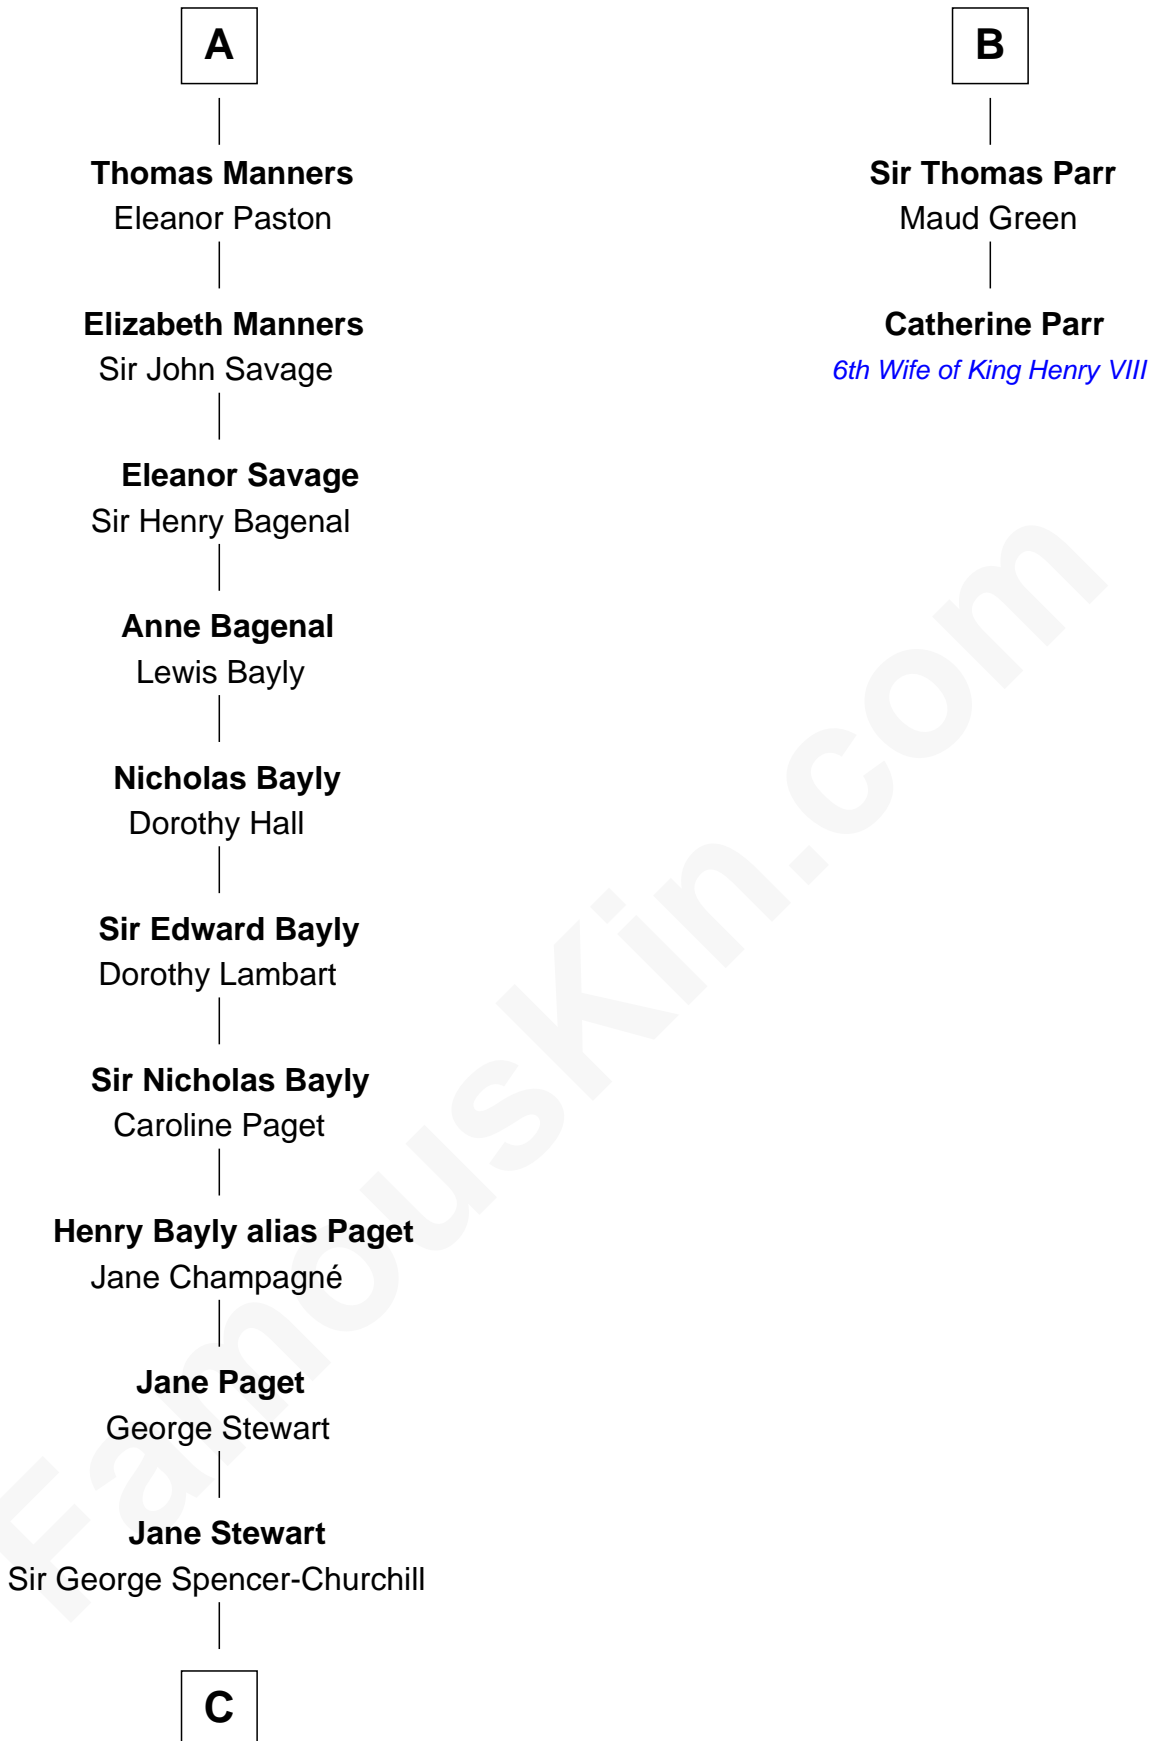 A
Thomas Manners
Eleanor Paston
Elizabeth Manners
Sir John Savage
Eleanor Savage
Sir Henry Bagenal
Anne Bagenal
Lewis Bayly
Nicholas Bayly
Dorothy Hall
Sir Edward Bayly
Dorothy Lambart
Sir Nicholas Bayly
Caroline Paget
Henry Bayly alias Paget
Jane Champagné
Jane Paget
George Stewart
Jane Stewart
Sir George Spencer-Churchill
C
B
Sir Thomas Parr
Maud Green
Catherine Parr
6th Wife of King Henry VIII
FamousKin.com